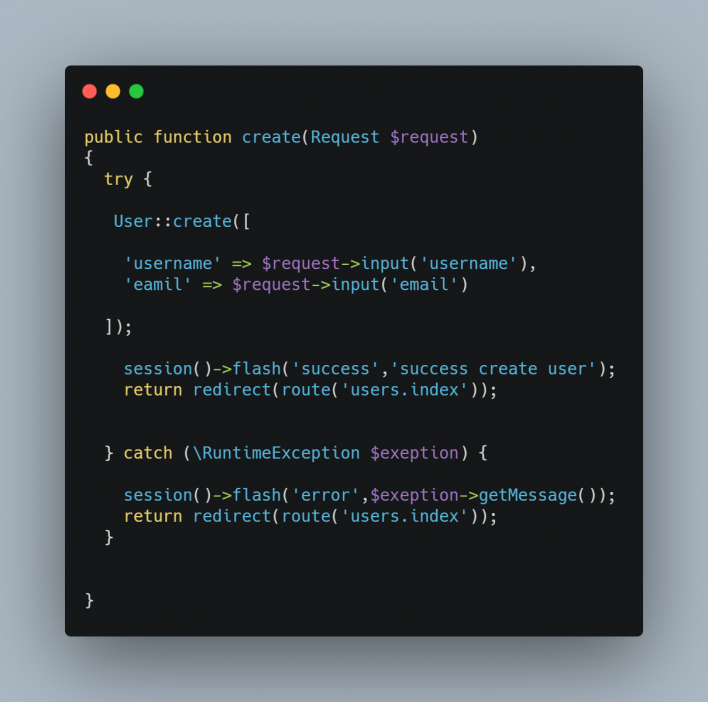 public function create(Request $request)
{
try {
User::create([
'username' => $request->input('username'),
'eamil' => $request->input('email')
]);
session()->flash('success','success create user');
return redirect(route('users.index'));
} catch (\RuntimeException $exeption) {
session()->flash('error',$exeption->getMessage());
return redirect(route('users.index'));
}
}